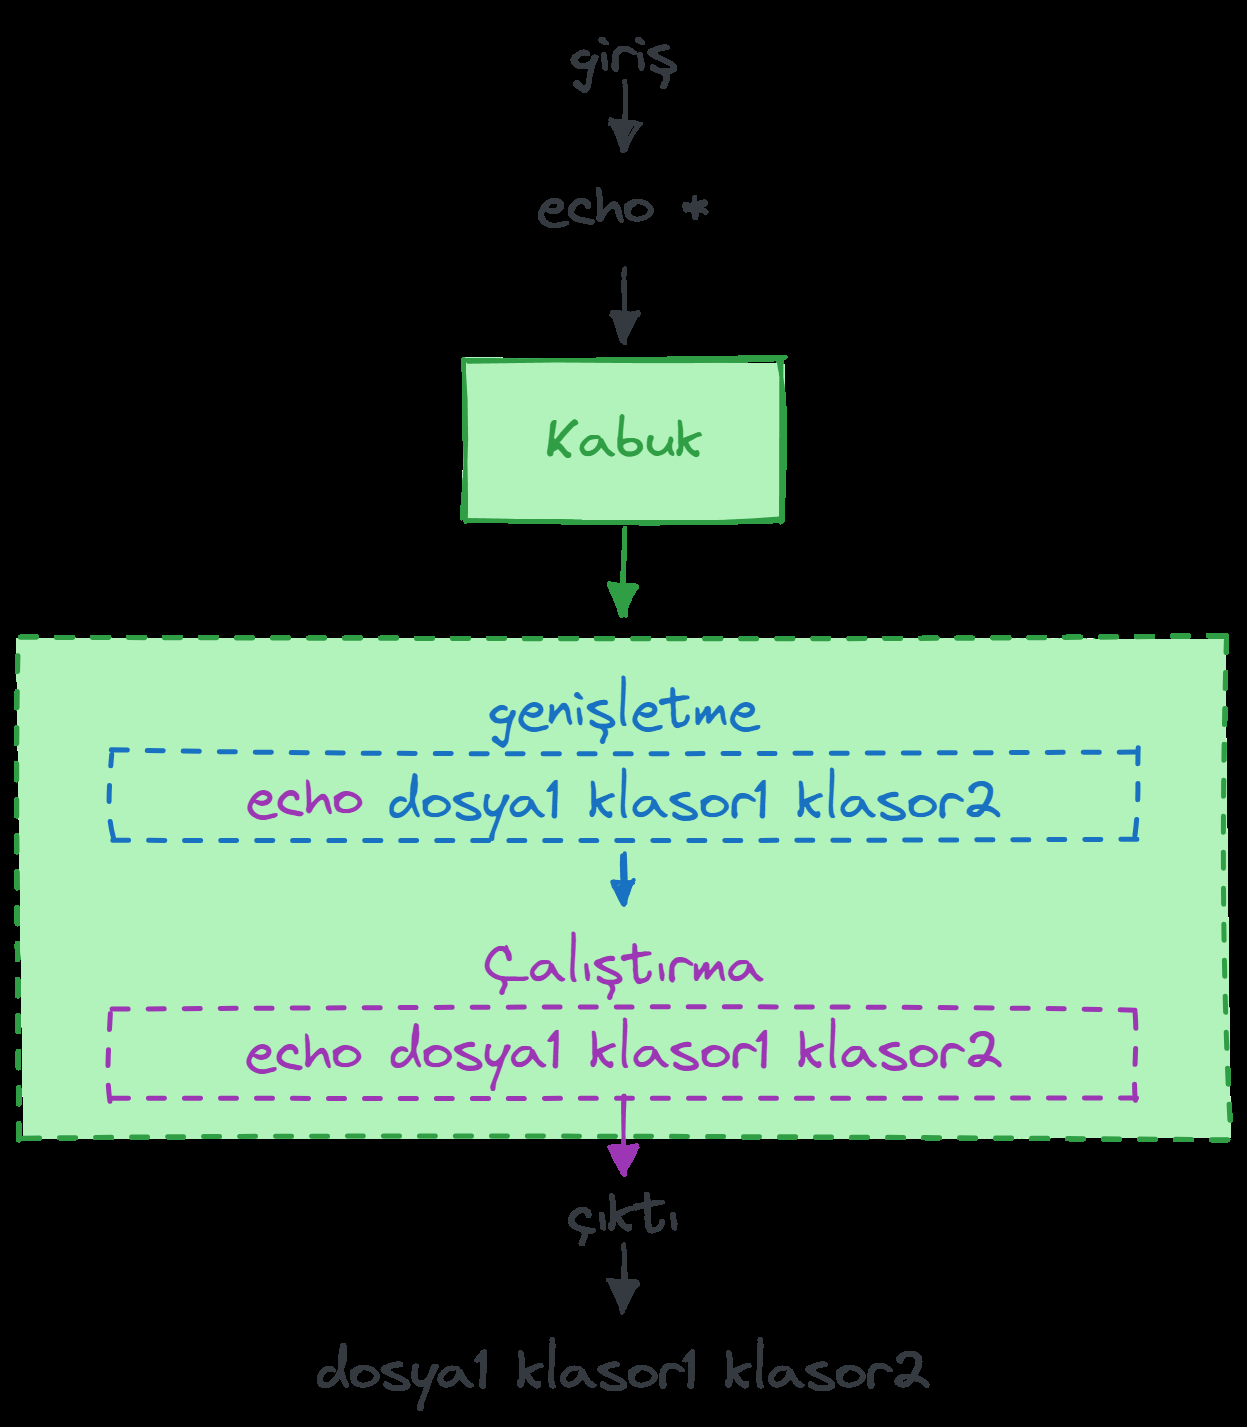 giriş
echo *
Kabuk
genişletme
echo dosya1 klasor1 klasor2
Çalıştırma
echo dosya1 klasor1 klasor2
çıktı
dosya1 klasor1 klasor2